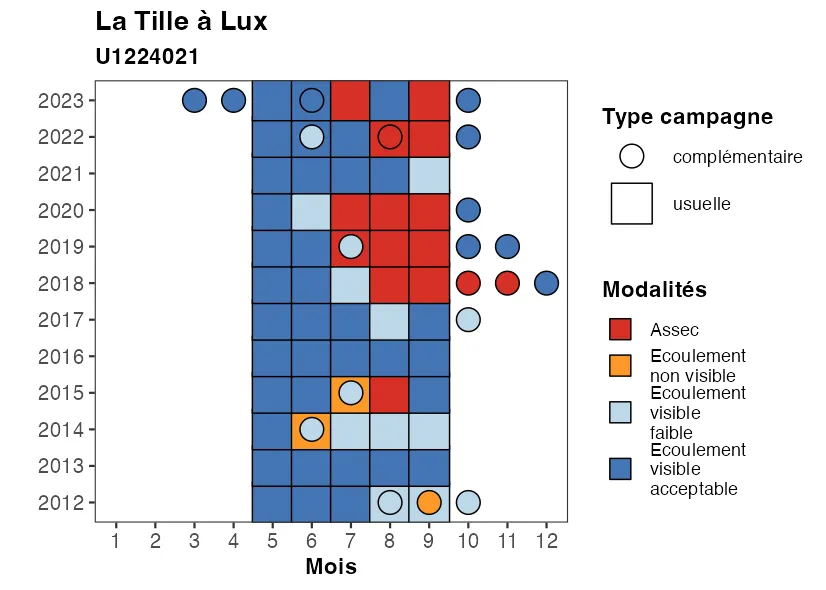 La Tille à Lux
U1224021
2023
2022
2021
2020
2019
2018
2017
2016
2015
2014
2013
2012
1 2 3 4 5 6 7 8 9 10 11 12
Mois
Type campagne
complémentaire
usuelle
Modalités
Assec
Ecoulement
non visible
Ecoulement
visible
faible
Ecoulement
visible
acceptable